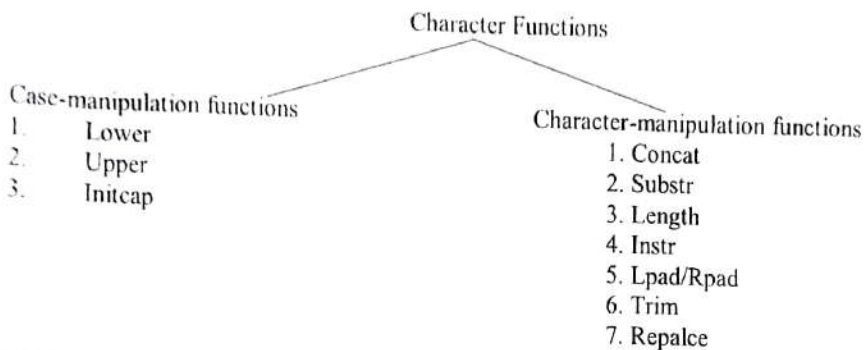 Character Functions
Case-manipulation functions
1. Lower
2. Upper
3. Initcap
Character-manipulation functions
1. Concat
2. Substr
3. Length
4. Instr
5. Lpad/Rpad
6. Trim
7. Repalce